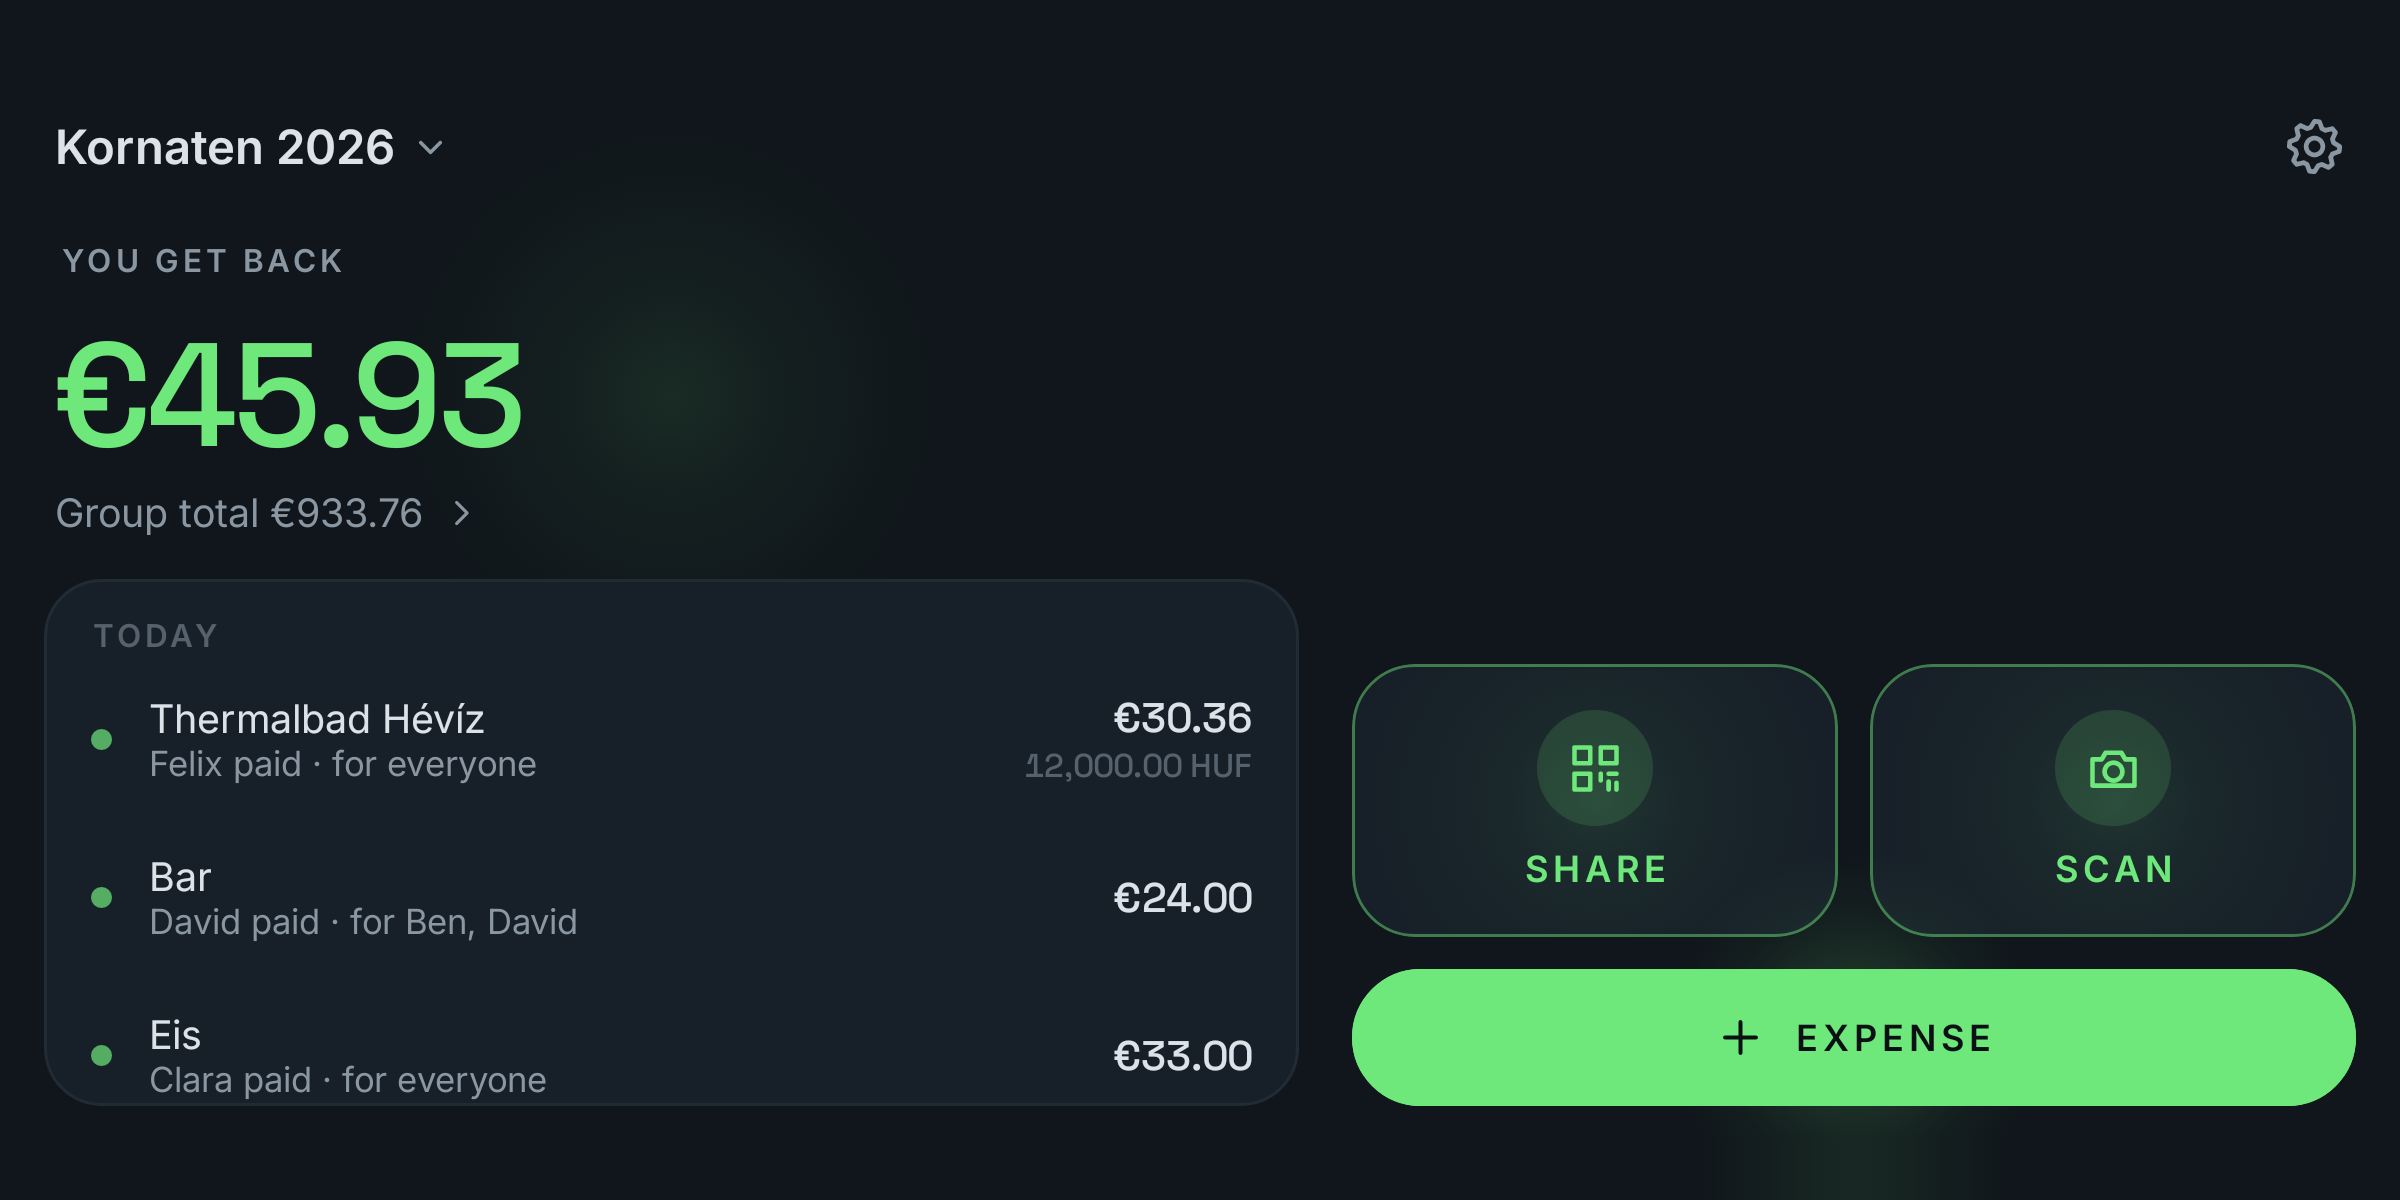 Kornaten 2026
YOU GET BACK
€45.93
Group total €933.76
TODAY
Thermalbad Hévíz
€30.36
Felix paid · for everyone
12,000.00 HUF
Bar
€24.00
David paid · for Ben, David
Eis
€33.00
Clara paid · for everyone
SHARE
SCAN
EXPENSE